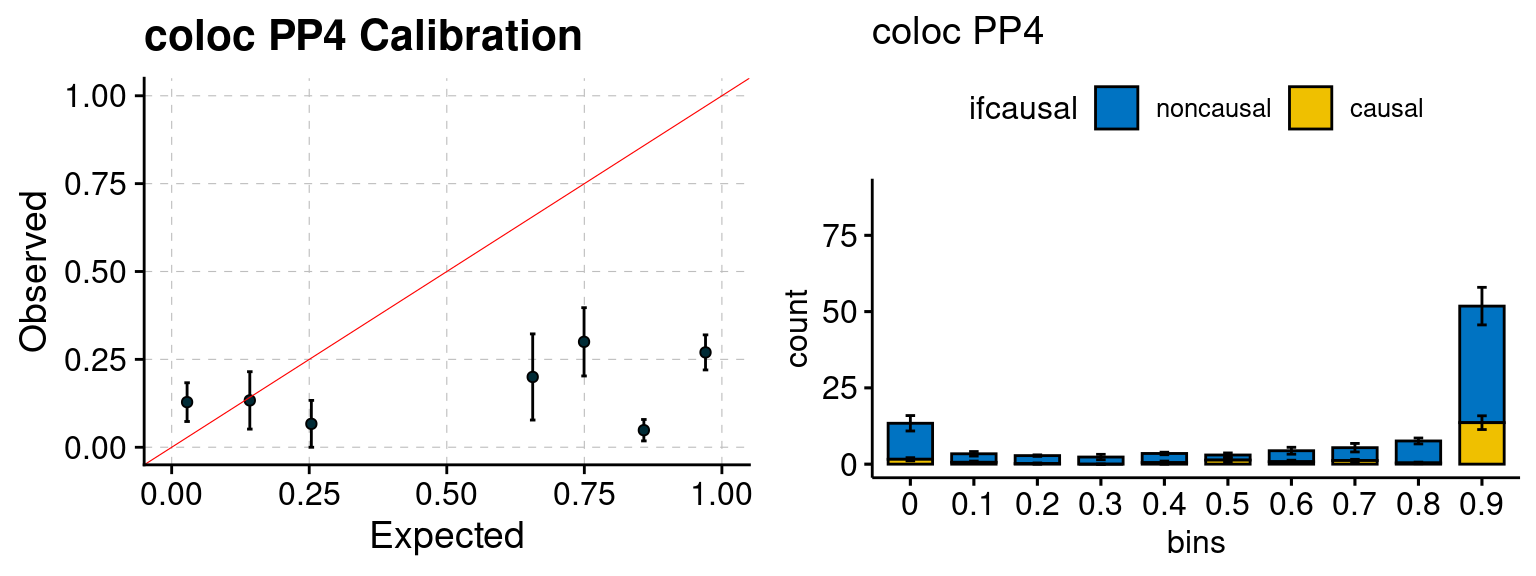 coloc PP4 Calibration
1.00
0.75
0.50
0.25
0.00
Observed
0.00 0.25 0.50 0.75 1.00
Expected
coloc PP4
ifcausal noncausal causal
75
50
25
0
count
0 0.1 0.2 0.3 0.4 0.5 0.6 0.7 0.8 0.9
bins